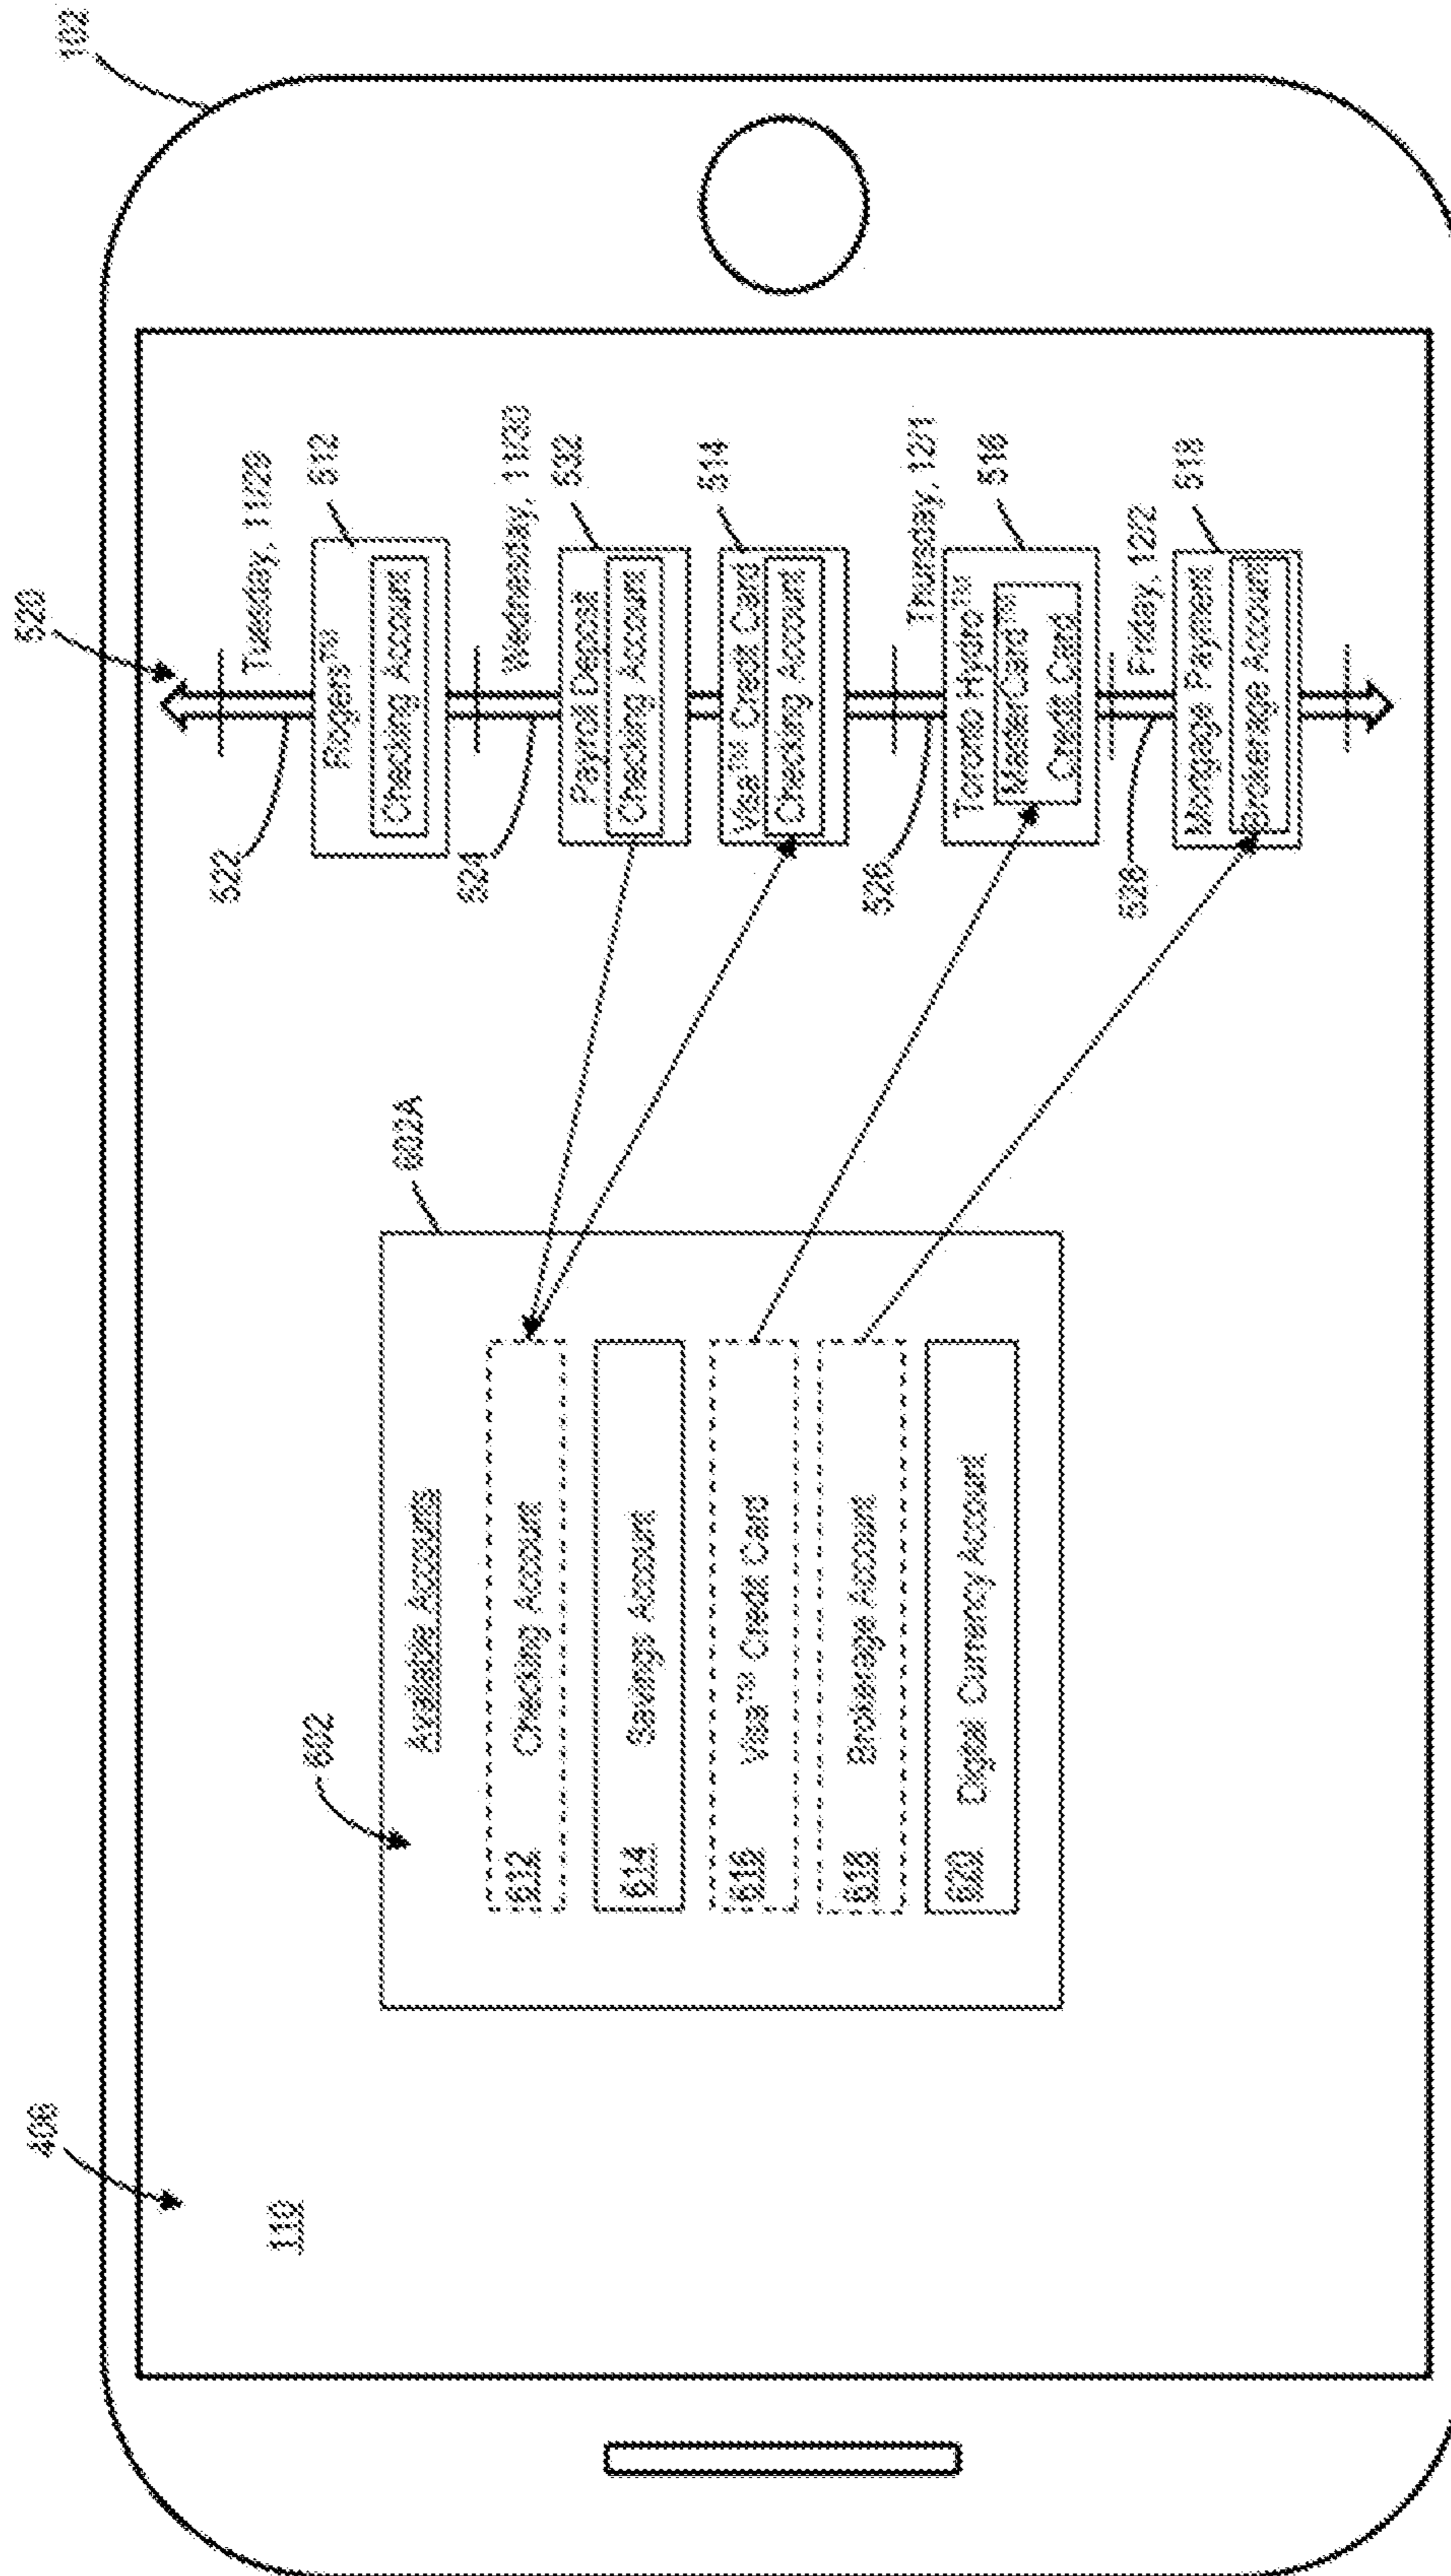 406
520
102
110
602
602A
Available Accounts
612 Checking Account
614 Savings Account
616 Visa™ Credit Card
618 Brokerage Account
620 Digital Currency Account
Tuesday, 11/29
522
512
Rogers™
Checking Account
Wednesday, 11/30
524
532
Payroll Deposit
Checking Account
514
Visa™ Credit Card
Checking Account
Thursday, 12/1
526
516
Toronto Hydro™
MasterCard™
Credit Card
Friday, 12/2
528
518
Mortgage Payment
Brokerage Account